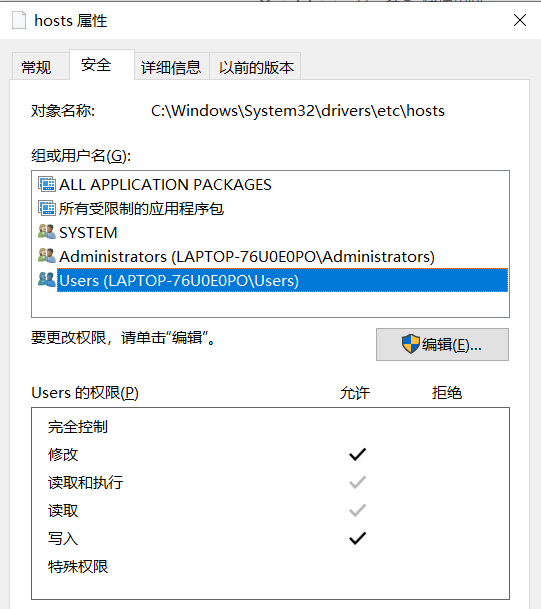 hosts 属性
常规 安全 详细信息 以前的版本
对象名称: C:\Windows\System32\drivers\etc\hosts
组或用户名(G):
ALL APPLICATION PACKAGES
所有受限制的应用程序包
SYSTEM
Administrators (LAPTOP-76U0E0PO\Administrators)
Users (LAPTOP-76U0E0PO\Users)
要更改权限，请单击“编辑”。
编辑(E)...
Users 的权限(P) 允许 拒绝
完全控制
修改
读取和执行
读取
写入
特殊权限